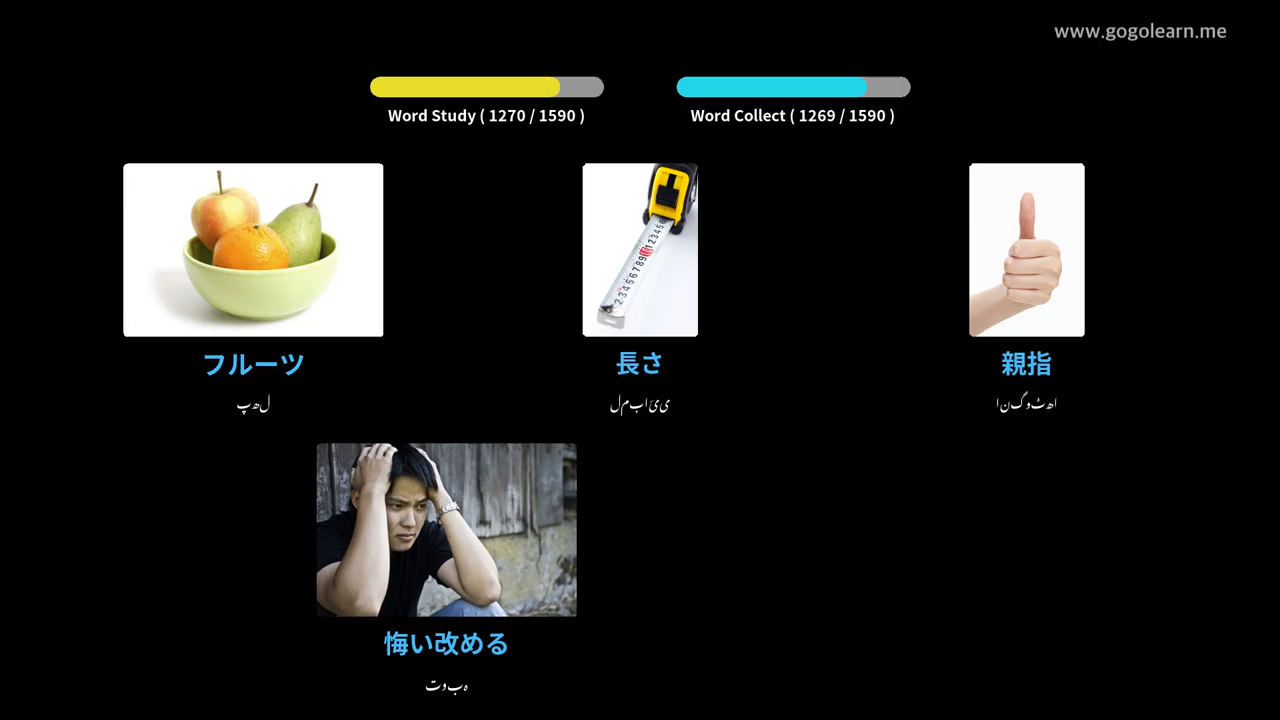 www.gogolearn.me
Word Study ( 1270 / 1590 )
Word Collect ( 1269 / 1590 )
フルーツ
پھل
長さ
لمبائی
親指
انگوٹھا
悔い改める
توبہ